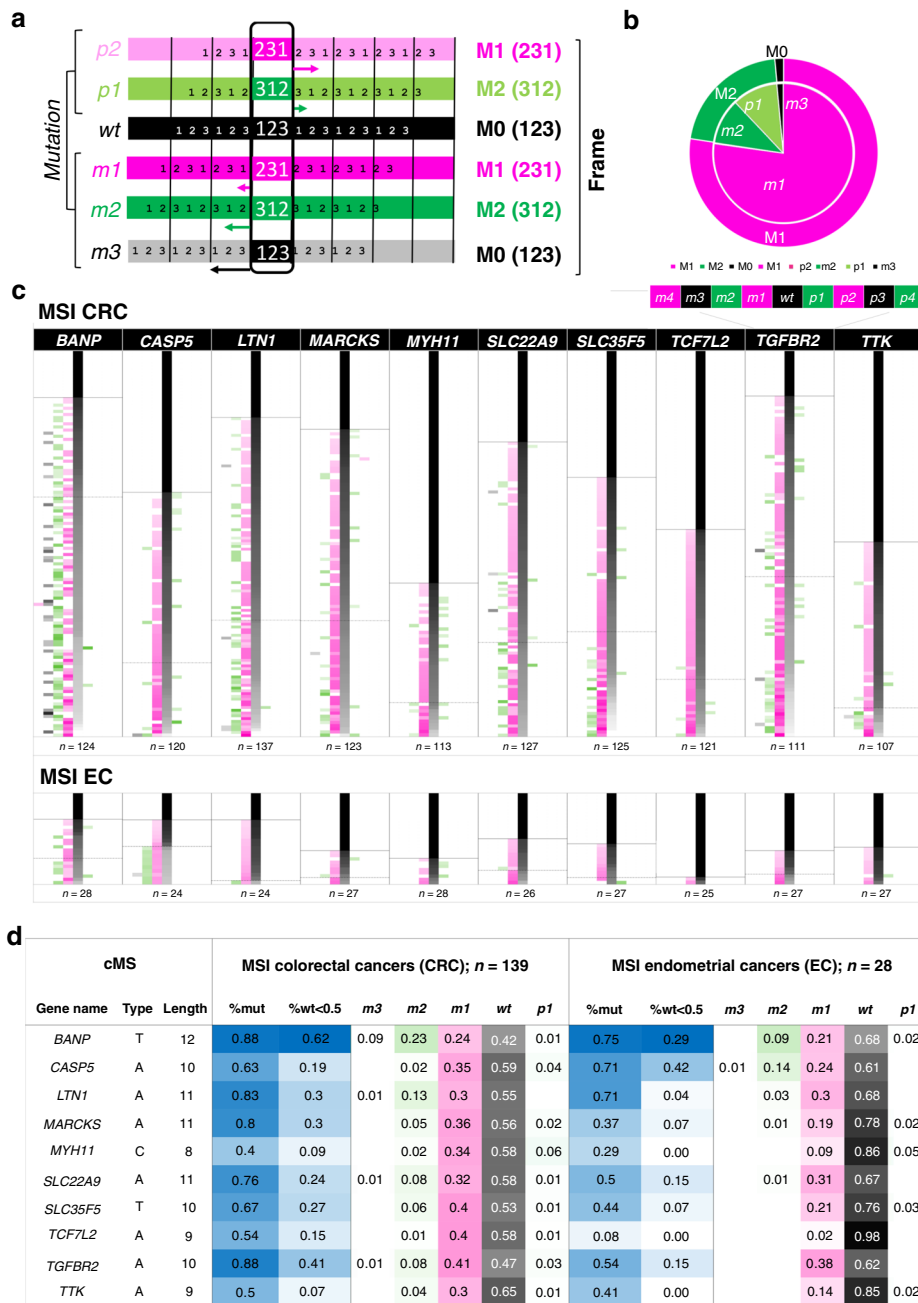 a
p2 1 2 3 1 231 2 3 1 2 3 1 2 3 1 2 3 M1 (231)
p1 1 2 3 1 2 312 3 1 2 3 1 2 3 1 2 3 M2 (312)
wt 1 2 3 1 2 3 123 1 2 3 1 2 3 1 2 3 M0 (123)
m1 1 2 3 1 2 3 1 231 2 3 1 2 3 1 2 3 M1 (231)
m2 1 2 3 1 2 3 1 2 312 3 1 2 3 1 2 3 M2 (312)
m3 1 2 3 1 2 3 1 2 3 123 1 2 3 1 2 3 M0 (123)
Mutation
Frame
b
M0
M2
p1
m3
m2
m1
M1
M1 M2 M0 M1 p2 m2 p1 m3
m4 m3 m2 m1 wt p1 p2 p3 p4
c
MSI CRC
BANP CASP5 LTN1 MARCKS MYH11 SLC22A9 SLC35F5 TCF7L2 TGFBR2 TTK
n = 124 n = 120 n = 137 n = 123 n = 113 n = 127 n = 125 n = 121 n = 111 n = 107
MSI EC
n = 28 n = 24 n = 24 n = 27 n = 28 n = 26 n = 27 n = 25 n = 27 n = 27
d
cMS MSI colorectal cancers (CRC); n = 139 MSI endometrial cancers (EC); n = 28
Gene name Type Length %mut %wt<0.5 m3 m2 m1 wt p1 %mut %wt<0.5 m3 m2 m1 wt p1
BANP T 12 0.88 0.62 0.09 0.23 0.24 0.42 0.01 0.75 0.29 0.09 0.21 0.68 0.02
CASP5 A 10 0.63 0.19 0.02 0.35 0.59 0.04 0.71 0.42 0.01 0.14 0.24 0.61
LTN1 A 11 0.83 0.3 0.01 0.13 0.3 0.55 0.71 0.04 0.03 0.3 0.68
MARCKS A 11 0.8 0.3 0.05 0.36 0.56 0.02 0.37 0.07 0.01 0.19 0.78 0.02
MYH11 C 8 0.4 0.09 0.02 0.34 0.58 0.06 0.29 0.00 0.09 0.86 0.05
SLC22A9 A 11 0.76 0.24 0.01 0.08 0.32 0.58 0.01 0.5 0.15 0.01 0.31 0.67
SLC35F5 T 10 0.67 0.27 0.06 0.4 0.53 0.01 0.44 0.07 0.21 0.76 0.03
TCF7L2 A 9 0.54 0.15 0.01 0.4 0.58 0.01 0.08 0.00 0.02 0.98
TGFBR2 A 10 0.88 0.41 0.01 0.08 0.41 0.47 0.03 0.54 0.15 0.38 0.62
TTK A 9 0.5 0.07 0.04 0.3 0.65 0.01 0.41 0.00 0.14 0.85 0.02